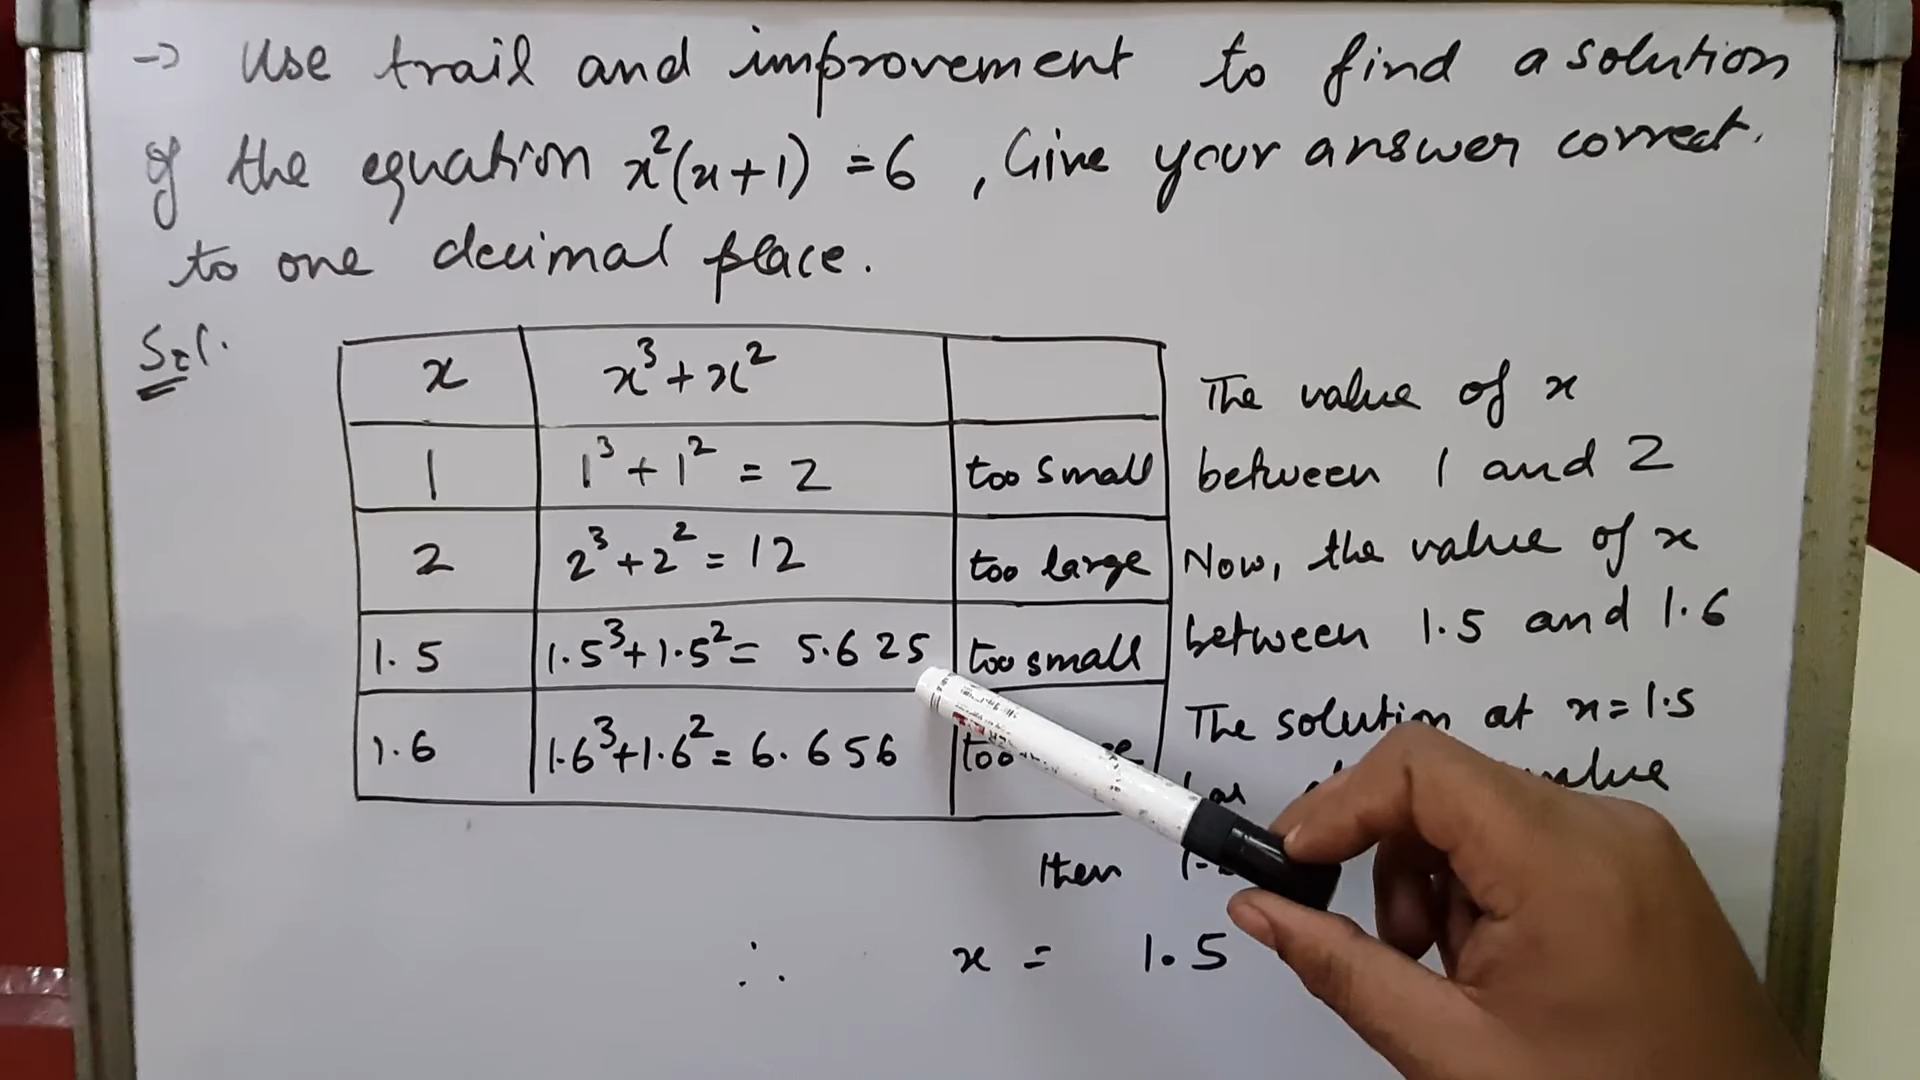 → Use trail and improvement to find a solution
of the equation x²(x+1) = 6 , Give your answer correct.
to one decimal place.
Sol.
x x³+x²
1 1³+1² = 2 too small
2 2³+2² = 12 too large
1.5 1.5³+1.5² = 5.625 too small
1.6 1.6³+1.6² = 6.656 too
The value of x
between 1 and 2
Now, the value of x
between 1.5 and 1.6
The solution at x=1.5
value
then
∴ x = 1.5